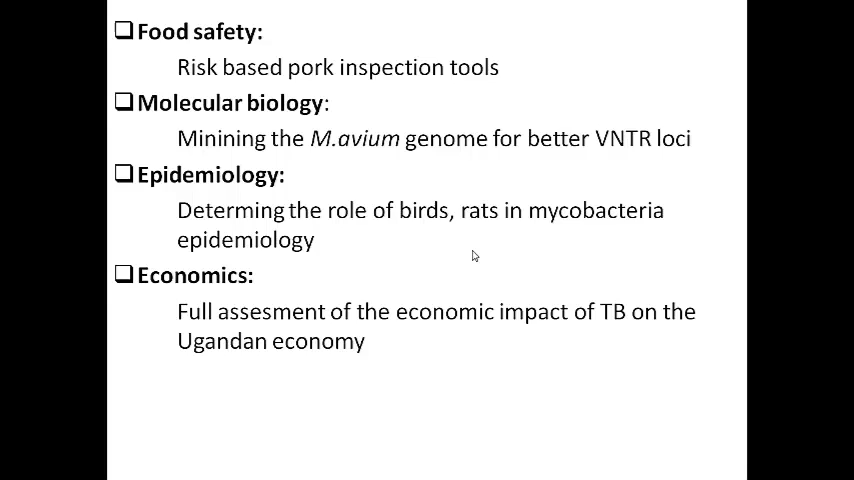 ❑Food safety:
Risk based pork inspection tools
❑Molecular biology:
Minining the M.avium genome for better VNTR loci
❑Epidemiology:
Determing the role of birds, rats in mycobacteria
epidemiology
❑Economics:
Full assesment of the economic impact of TB on the
Ugandan economy